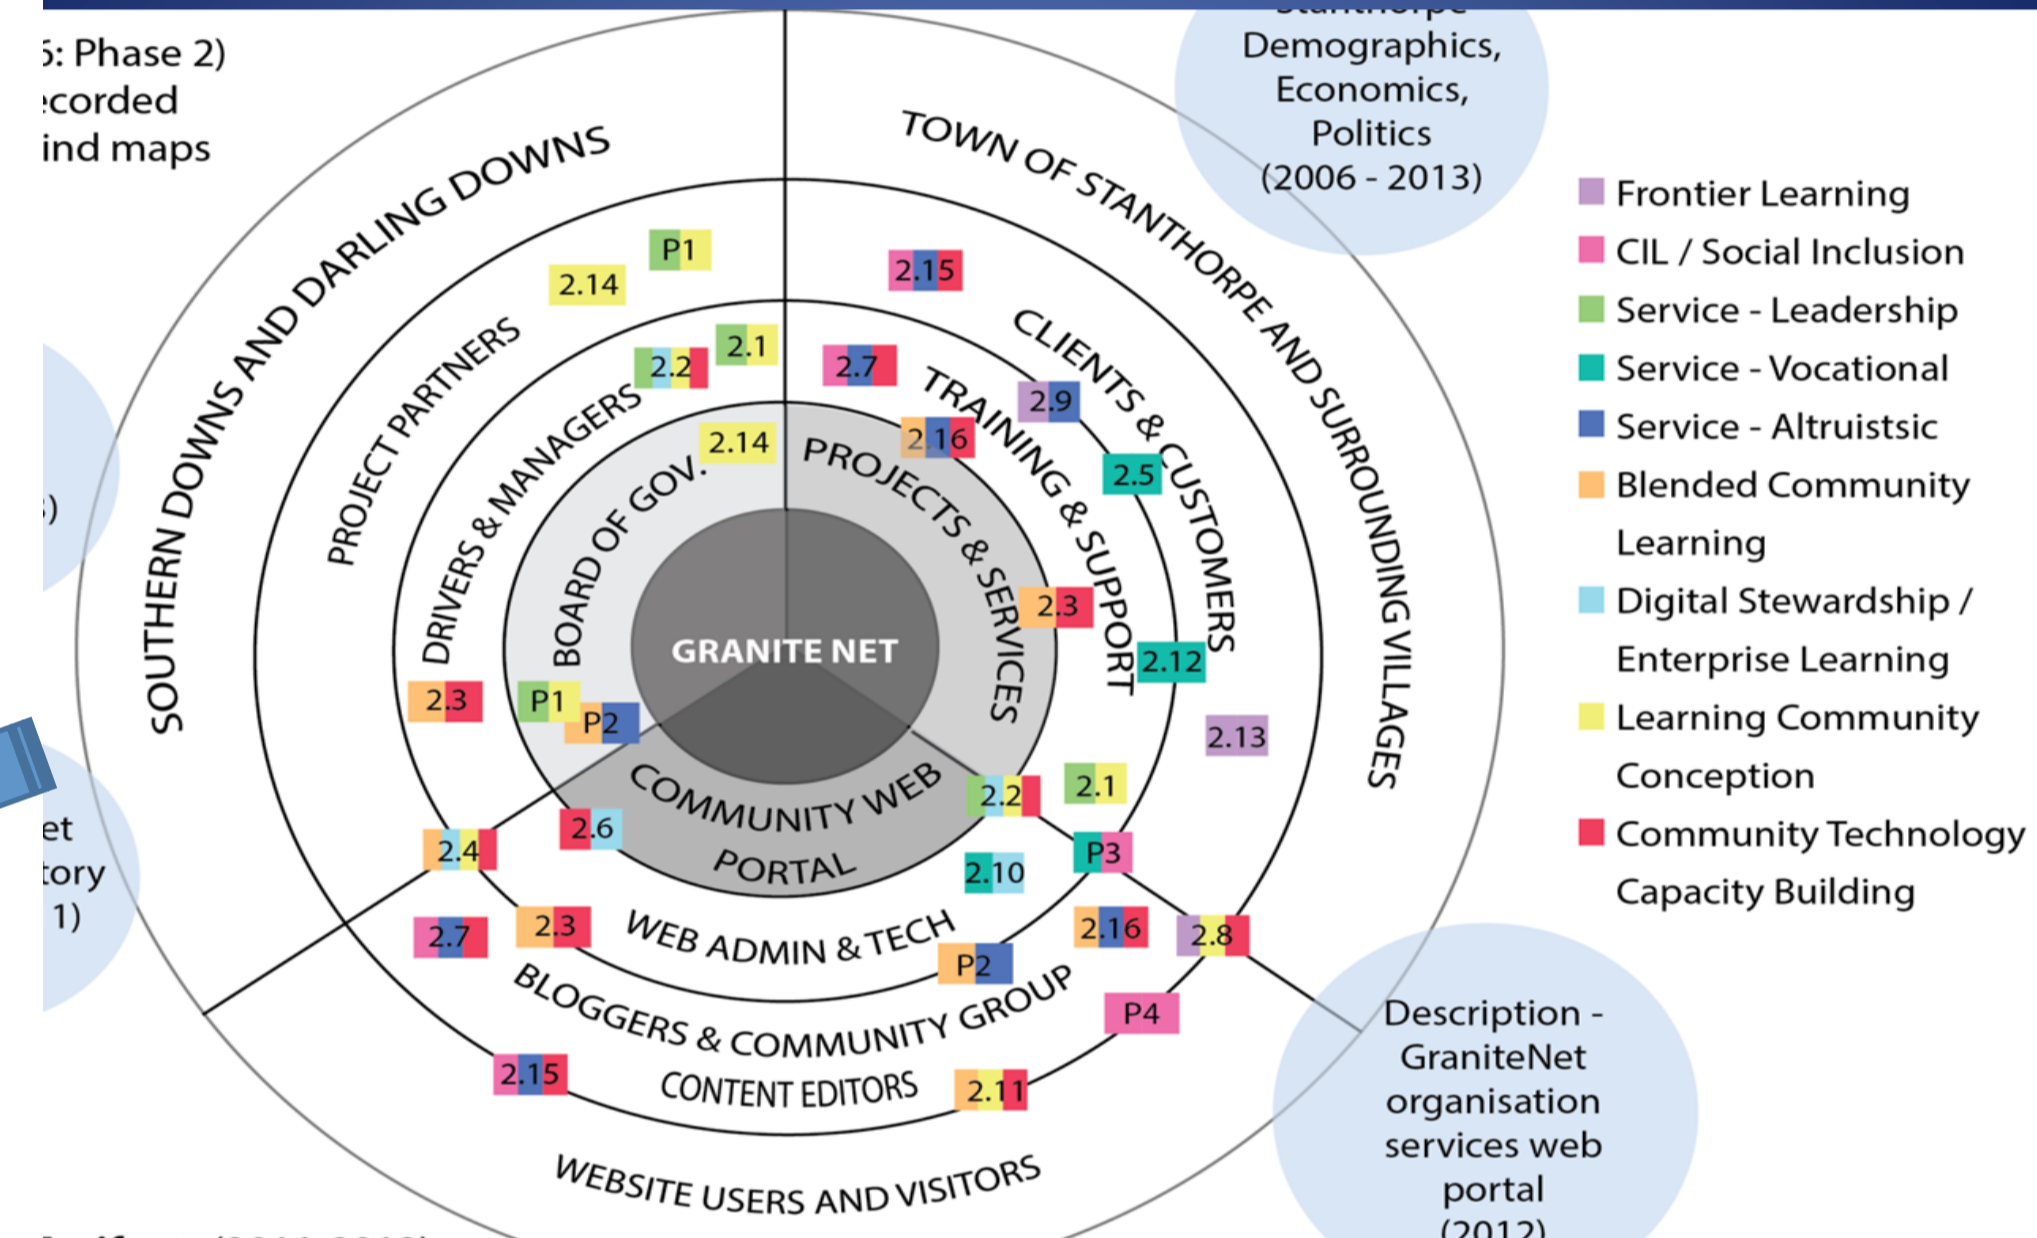 6: Phase 2)
ecorded
ind maps
Stanthorpe
Demographics,
Economics,
Politics
(2006 - 2013)
SOUTHERN DOWNS AND DARLING DOWNS
TOWN OF STANTHORPE AND SURROUNDING VILLAGES
P1
2.14
2.15
PROJECT PARTNERS
CLIENTS & CUSTOMERS
2.1
2.2
2.7
2.9
DRIVERS & MANAGERS
TRAINING & SUPPORT
2.14
2.16
2.5
BOARD OF GOV.
PROJECTS & SERVICES
2.3
GRANITE NET
2.12
2.3
P1
P2
2.13
COMMUNITY WEB
PORTAL
2.2
2.1
2.6
2.4
P3
2.10
2.7
2.3
WEB ADMIN & TECH
2.16
2.8
P2
BLOGGERS & COMMUNITY GROUP
P4
2.15
CONTENT EDITORS
2.11
WEBSITE USERS AND VISITORS
)
et
tory
1)
Frontier Learning
CIL / Social Inclusion
Service - Leadership
Service - Vocational
Service - Altruistsic
Blended Community
Learning
Digital Stewardship /
Enterprise Learning
Learning Community
Conception
Community Technology
Capacity Building
Description -
GraniteNet
organisation
services web
portal
(2012)